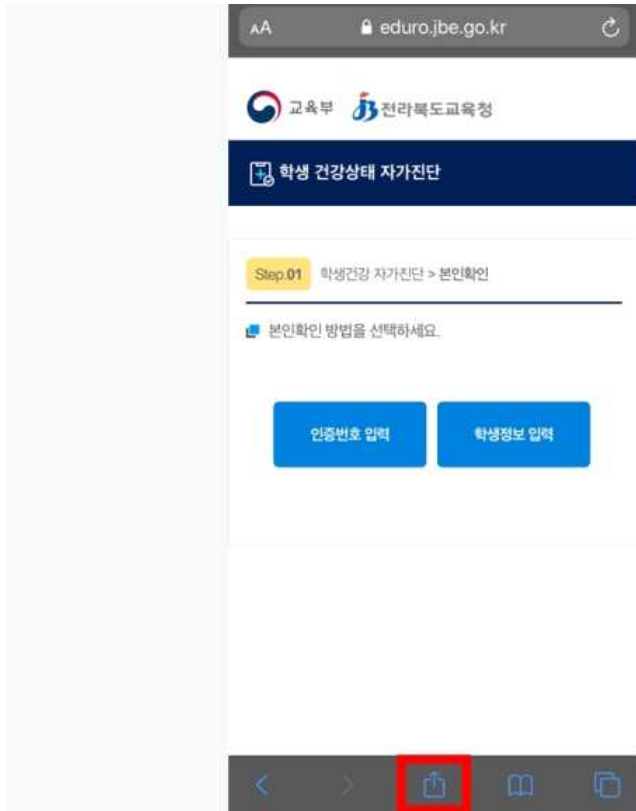 AA eduro.jbe.go.kr
교육부 전라북도교육청
학생 건강상태 자가진단
Step.01 학생건강 자가진단 > 본인확인
본인확인 방법을 선택하세요.
인증번호 입력 학생정보 입력